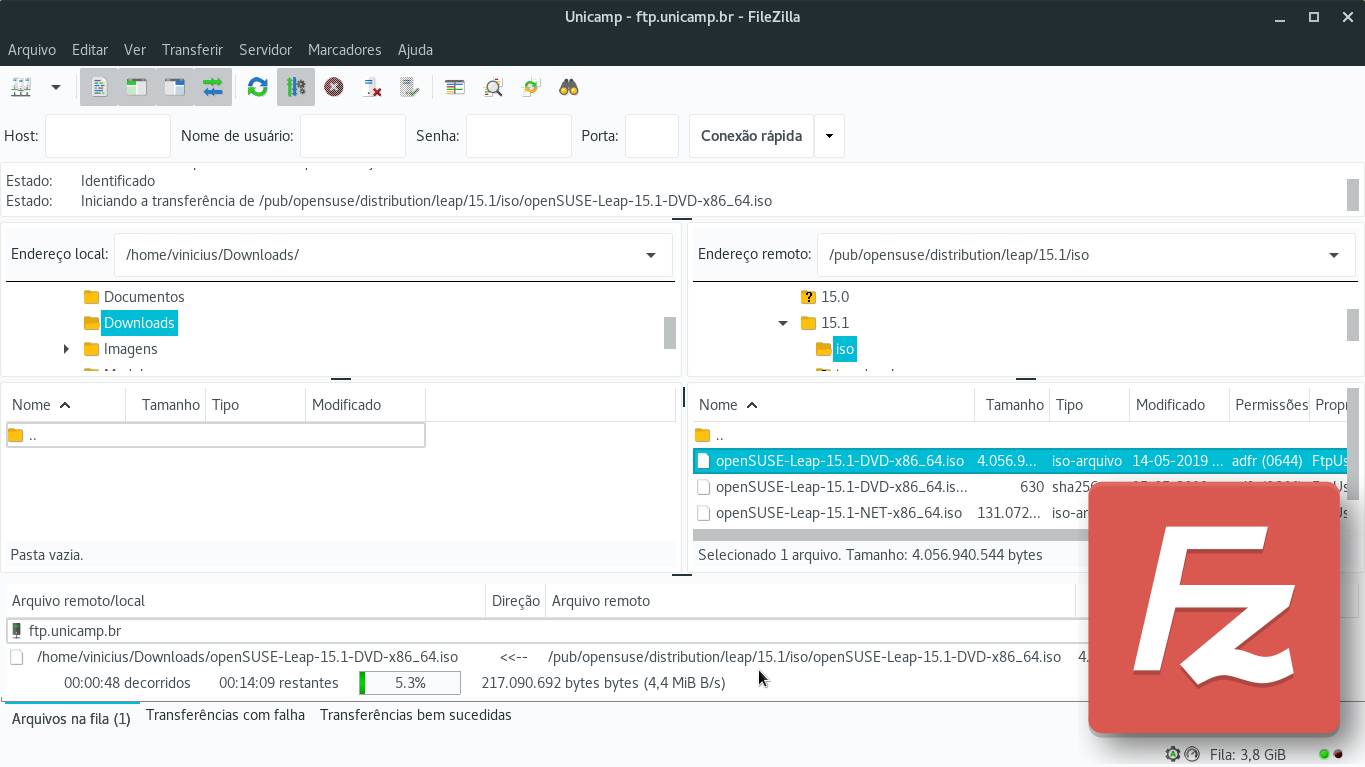 Unicamp - ftp.unicamp.br - FileZilla
Arquivo Editar Ver Transferir Servidor Marcadores Ajuda
Host: Nome de usuário: Senha: Porta: Conexão rápida
Estado: Identificado
Estado: Iniciando a transferência de /pub/opensuse/distribution/leap/15.1/iso/openSUSE-Leap-15.1-DVD-x86_64.iso
Endereço local: /home/vinicius/Downloads/
Documentos
Downloads
Imagens
Nome Tamanho Tipo Modificado
..
Pasta vazia.
Endereço remoto: /pub/opensuse/distribution/leap/15.1/iso
15.0
15.1
iso
Nome Tamanho Tipo Modificado Permissões Propr
..
openSUSE-Leap-15.1-DVD-x86_64.iso 4.056.9... iso-arquivo 14-05-2019 ... adfr (0644) FtpUs
openSUSE-Leap-15.1-DVD-x86_64.is... 630 sha256
openSUSE-Leap-15.1-NET-x86_64.iso 131.072... iso-ar
Selecionado 1 arquivo. Tamanho: 4.056.940.544 bytes
Arquivo remoto/local Direção Arquivo remoto
ftp.unicamp.br
/home/vinicius/Downloads/openSUSE-Leap-15.1-DVD-x86_64.iso <<-- /pub/opensuse/distribution/leap/15.1/iso/openSUSE-Leap-15.1-DVD-x86_64.iso 4.
00:00:48 decorridos 00:14:09 restantes 5.3% 217.090.692 bytes bytes (4,4 MiB B/s)
Arquivos na fila (1) Transferências com falha Transferências bem sucedidas
Fila: 3,8 GiB
Fz